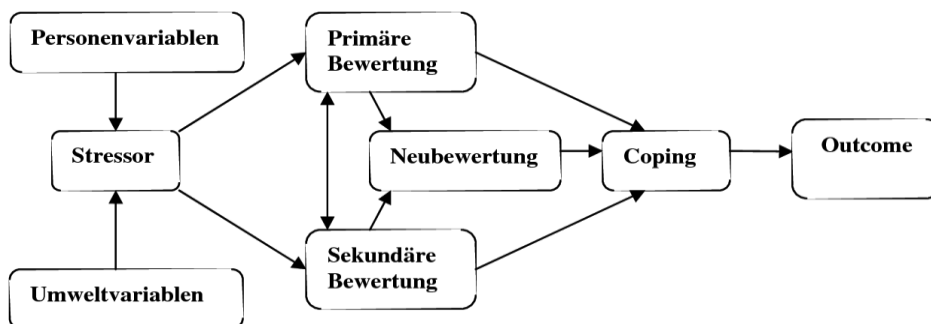 Personenvariablen
Primäre
Bewertung
Stressor
Neubewertung
Coping
Outcome
Sekundäre
Bewertung
Umweltvariablen